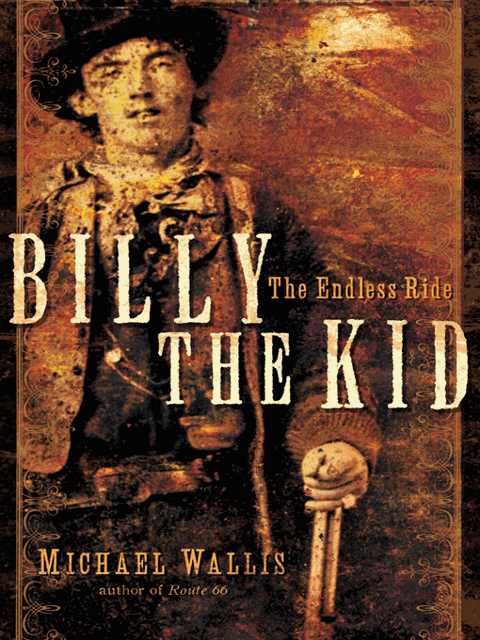 BILLY
The Endless Ride
THE KID
MICHAEL WALLIS
author of Route 66